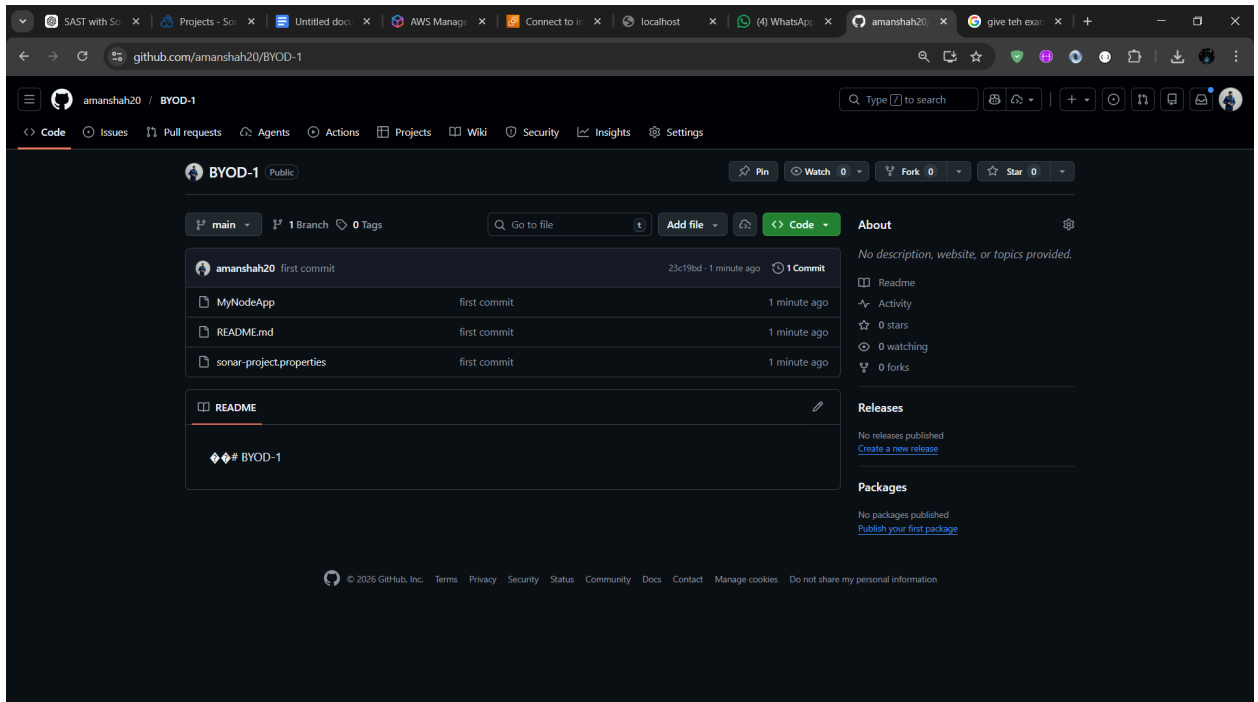 SAST with So
Projects - Son
Untitled docu
AWS Manage
Connect to in
localhost
(4) WhatsApp
amanshah20/
give teh exam
github.com/amanshah20/BYOD-1
amanshah20 / BYOD-1
Type / to search
Code Issues Pull requests Agents Actions Projects Wiki Security Insights Settings
BYOD-1 Public
Pin Watch 0 Fork 0 Star 0
main 1 Branch 0 Tags Go to file t Add file Code
amanshah20 first commit 23c19bd · 1 minute ago 1 Commit
MyNodeApp first commit 1 minute ago
README.md first commit 1 minute ago
sonar-project.properties first commit 1 minute ago
README
��# BYOD-1
About
No description, website, or topics provided.
Readme
Activity
0 stars
0 watching
0 forks
Releases
No releases published
Create a new release
Packages
No packages published
Publish your first package
© 2026 GitHub, Inc. Terms Privacy Security Status Community Docs Contact Manage cookies Do not share my personal information